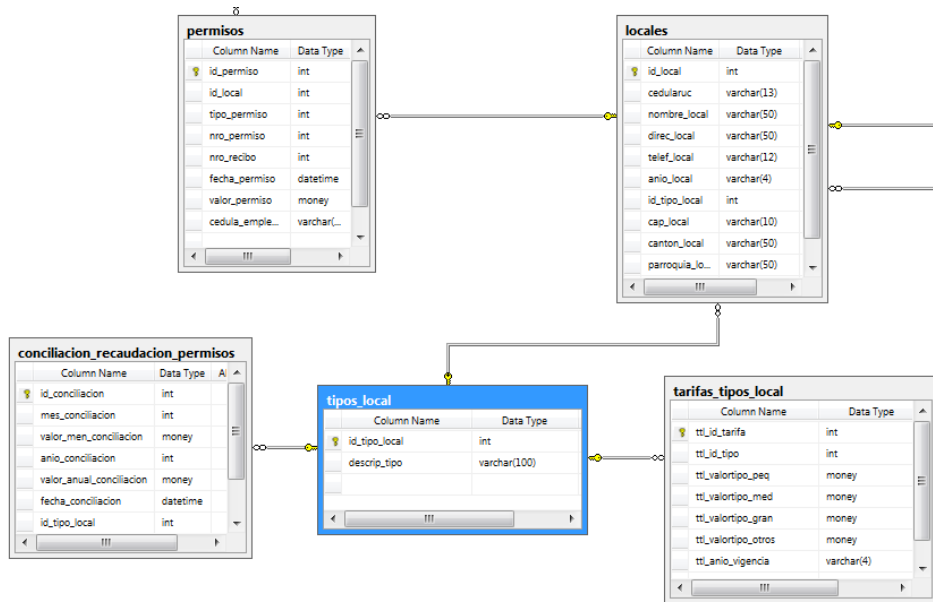 permisos
Column Name Data Type
id_permiso int
id_local int
tipo_permiso int
nro_permiso int
nro_recibo int
fecha_permiso datetime
valor_permiso money
cedula_emple... varchar(...
locales
Column Name Data Type
id_local int
cedularuc varchar(13)
nombre_local varchar(50)
direc_local varchar(50)
telef_local varchar(12)
anio_local varchar(4)
id_tipo_local int
cap_local varchar(10)
canton_local varchar(50)
parroquia_lo... varchar(50)
conciliacion_recaudacion_permisos
Column Name Data Type Al
id_conciliacion int
mes_conciliacion int
valor_men_conciliacion money
anio_conciliacion int
valor_anual_conciliacion money
fecha_conciliacion datetime
id_tipo_local int
tipos_local
Column Name Data Type
id_tipo_local int
descrip_tipo varchar(100)
tarifas_tipos_local
Column Name Data Type
ttl_id_tarifa int
ttl_id_tipo int
ttl_valortipo_peq money
ttl_valortipo_med money
ttl_valortipo_gran money
ttl_valortipo_otros money
ttl_anio_vigencia varchar(4)